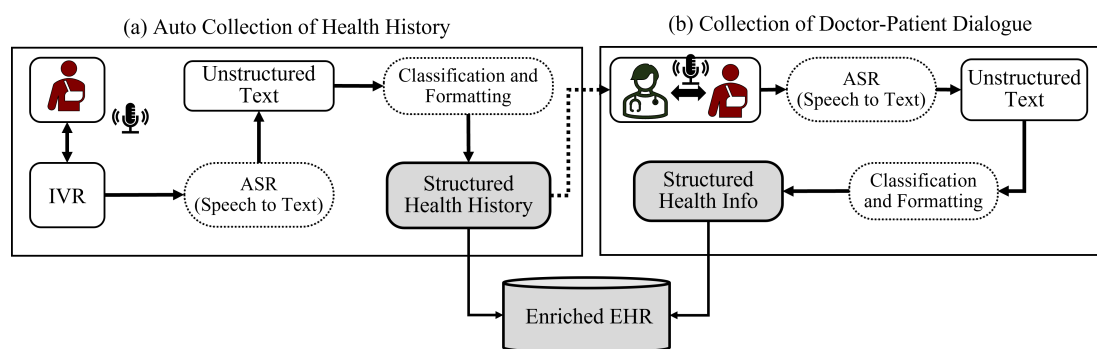 (a) Auto Collection of Health History
Unstructured
Text
Classification and
Formatting
IVR
ASR
(Speech to Text)
Structured
Health History
(b) Collection of Doctor-Patient Dialogue
ASR
(Speech to Text)
Unstructured
Text
Structured
Health Info
Classification
and Formatting
Enriched EHR